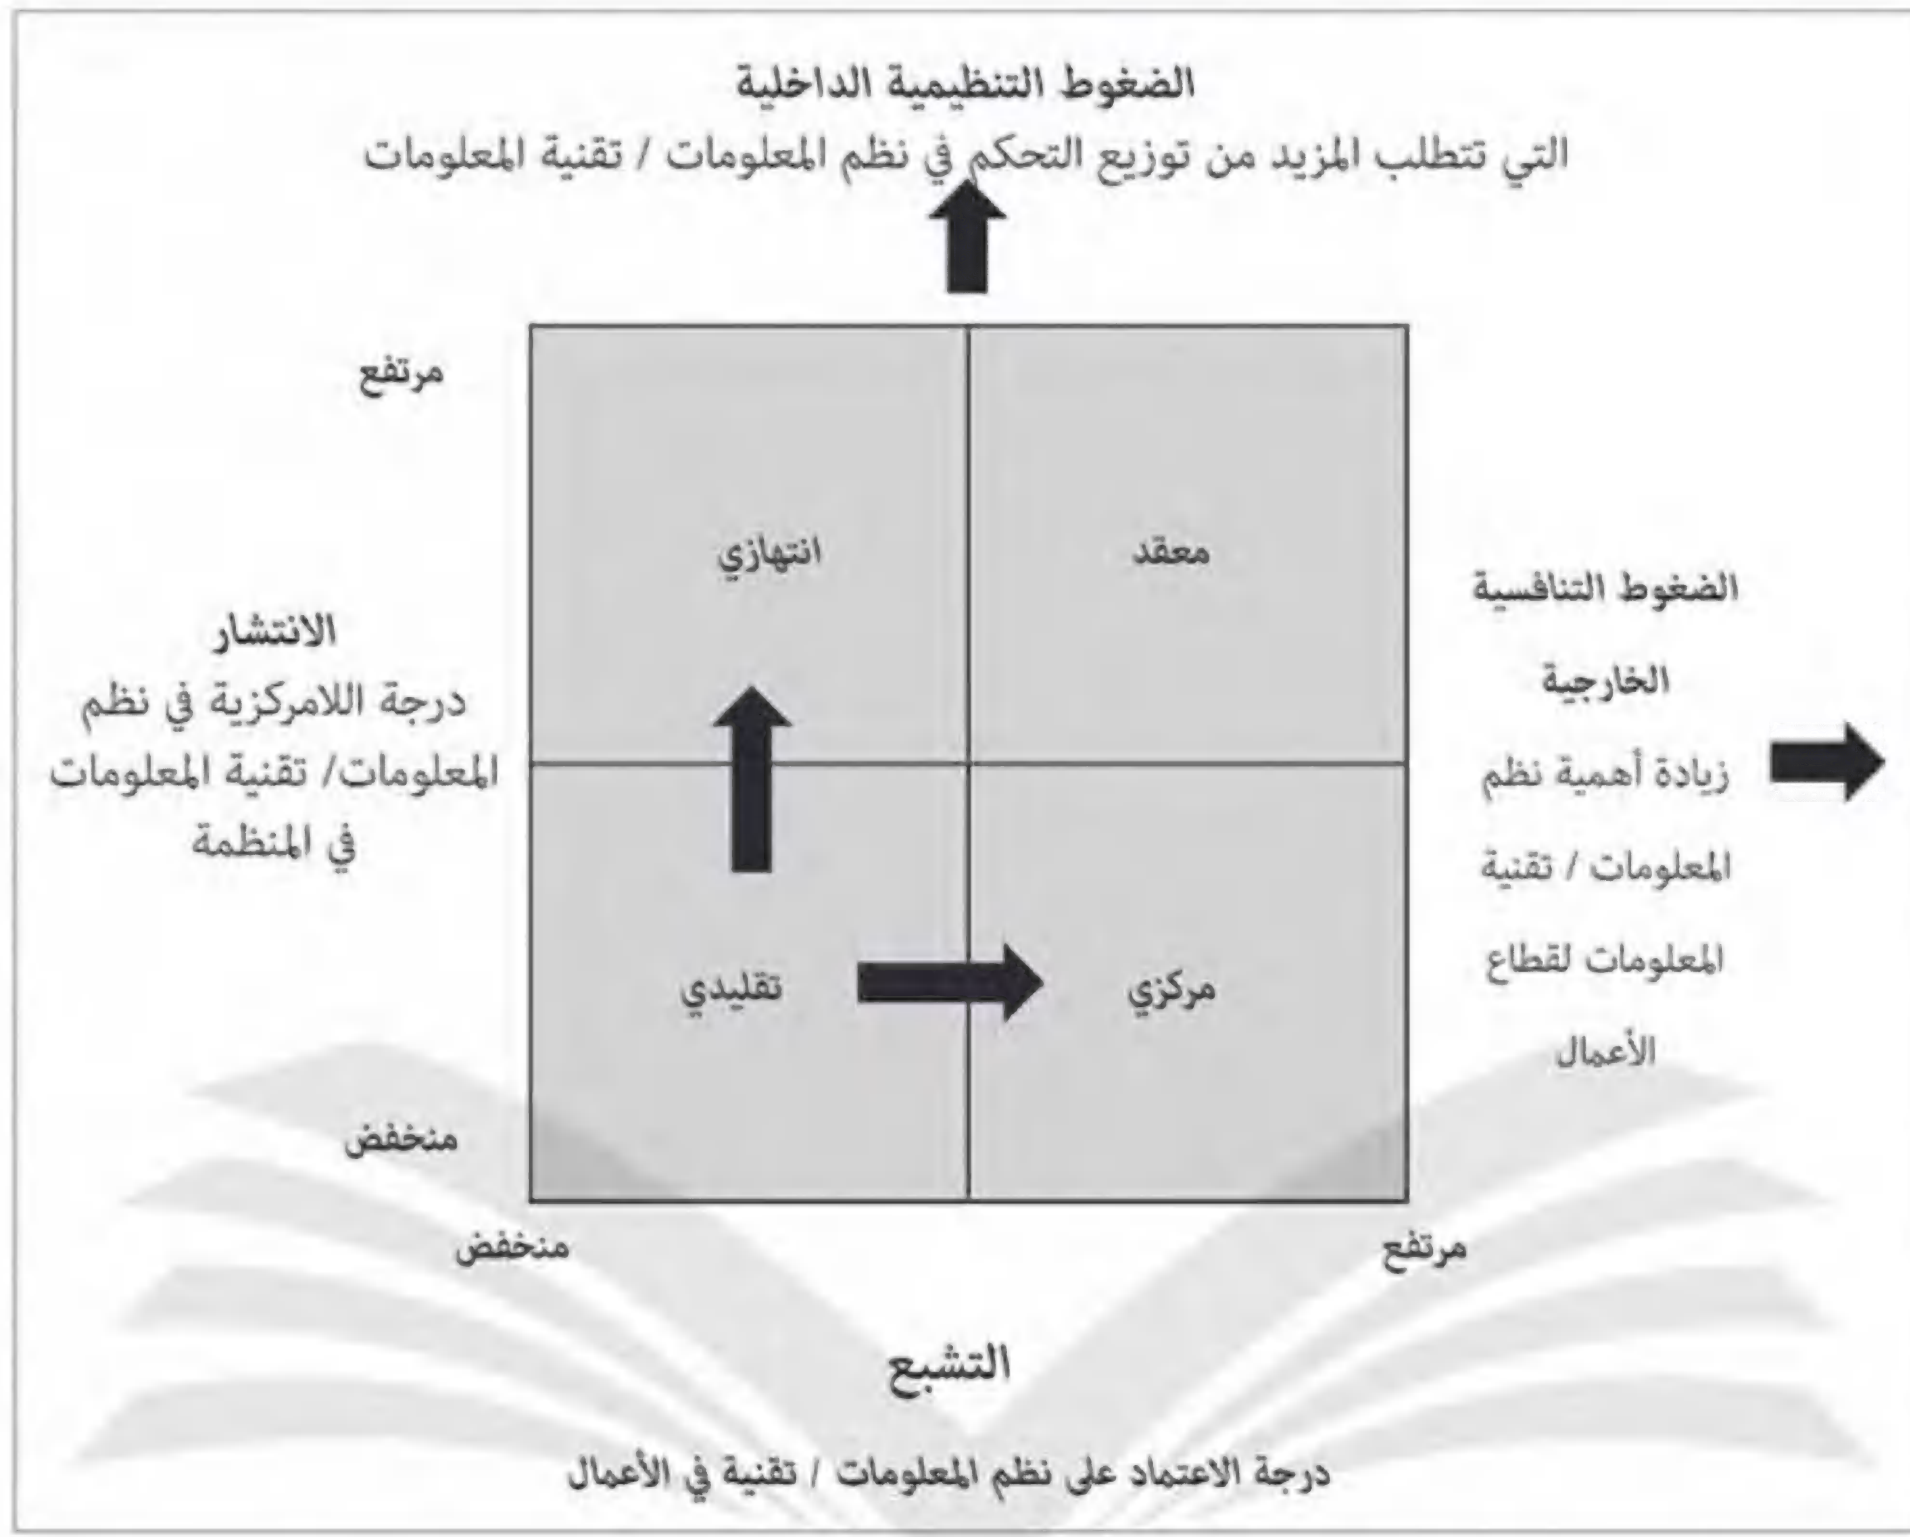 الضغوط التنظيمية الداخلية
التي تتطلب المزيد من توزيع التحكم في نظم المعلومات / تقنية المعلومات
مرتفع
معقد
انتهازي
الضغوط التنافسية
الخارجية
زيادة أهمية نظم
المعلومات / تقنية
المعلومات لقطاع
الأعمال
الانتشار
درجة اللامركزية في نظم
المعلومات/ تقنية المعلومات
في المنظمة
مركزي
تقليدي
منخفض
مرتفع
منخفض
التشبع
درجة الاعتماد على نظم المعلومات / تقنية في الأعمال